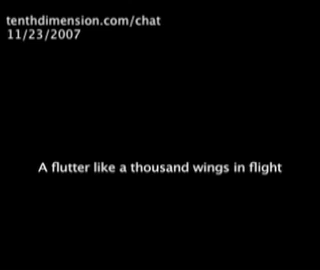 tenthdimension.com/chat
11/23/2007
A flutter like a thousand wings in flight